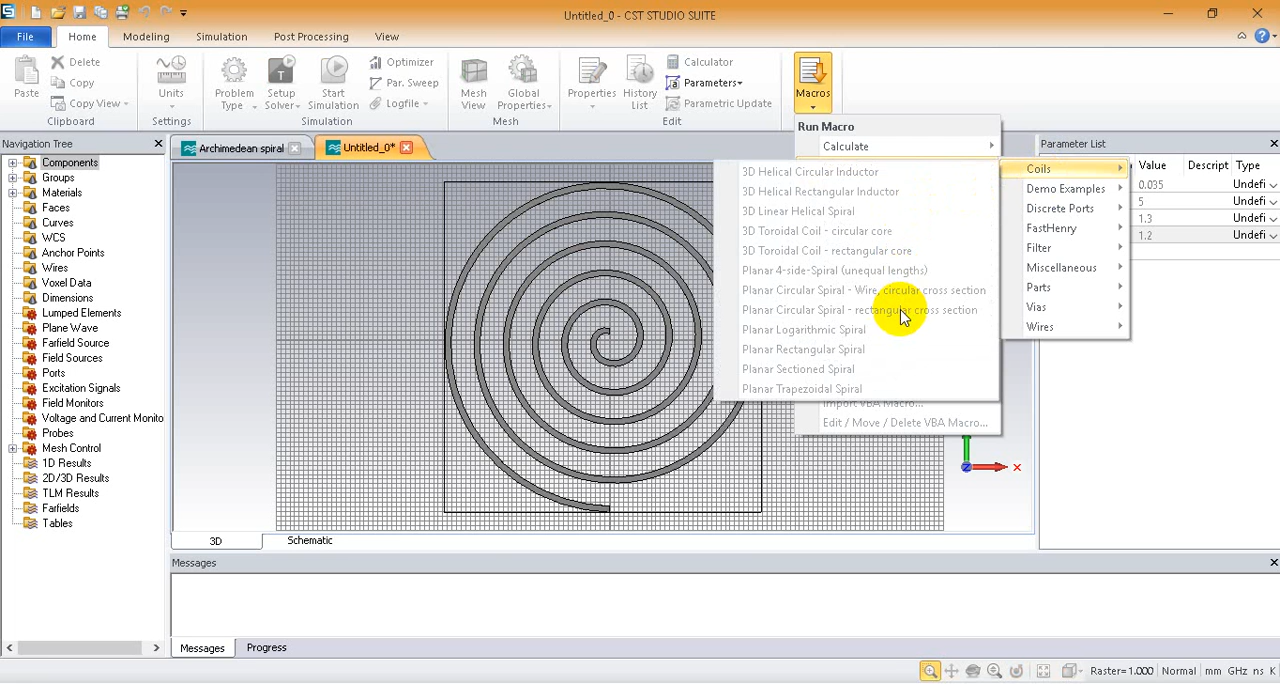 Untitled_0 - CST STUDIO SUITE
File Home Modeling Simulation Post Processing View
Paste
Delete
Copy
Copy View
Clipboard
Units
Settings
Problem Type
Setup Solver
Start Simulation
Optimizer
Par. Sweep
Logfile
Simulation
Mesh View
Global Properties
Mesh
Properties
History List
Calculator
Parameters
Parametric Update
Edit
Macros
Run Macro
Calculate
Import VBA Macro...
Edit / Move / Delete VBA Macro...
Coils
Demo Examples
Discrete Ports
FastHenry
Filter
Miscellaneous
Parts
Vias
Wires
3D Helical Circular Inductor
3D Helical Rectangular Inductor
3D Linear Helical Spiral
3D Toroidal Coil - circular core
3D Toroidal Coil - rectangular core
Planar 4-side-Spiral (unequal lengths)
Planar Circular Spiral - Wire, circular cross section
Planar Circular Spiral - rectangular cross section
Planar Logarithmic Spiral
Planar Rectangular Spiral
Planar Sectioned Spiral
Planar Trapezoidal Spiral
Navigation Tree
Components
Groups
Materials
Faces
Curves
WCS
Anchor Points
Wires
Voxel Data
Dimensions
Lumped Elements
Plane Wave
Farfield Source
Field Sources
Ports
Excitation Signals
Field Monitors
Voltage and Current Monito
Probes
Mesh Control
1D Results
2D/3D Results
TLM Results
Farfields
Tables
Archimedean spiral
Untitled_0*
x
3D
Schematic
Parameter List
Value Descript Type
0.035 Undefi
5 Undefi
1.3 Undefi
1.2 Undefi
Messages
Messages
Progress
Raster=1.000 Normal mm GHz ns K